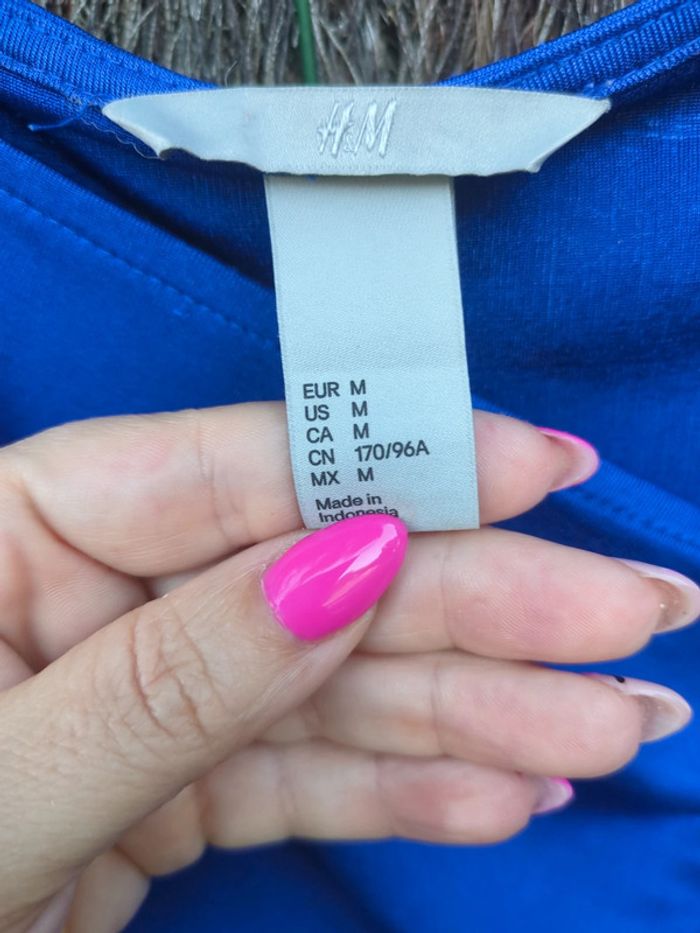 H&M
EUR M
US M
CA M
CN 170/96A
MX M
Made in
Indonesia